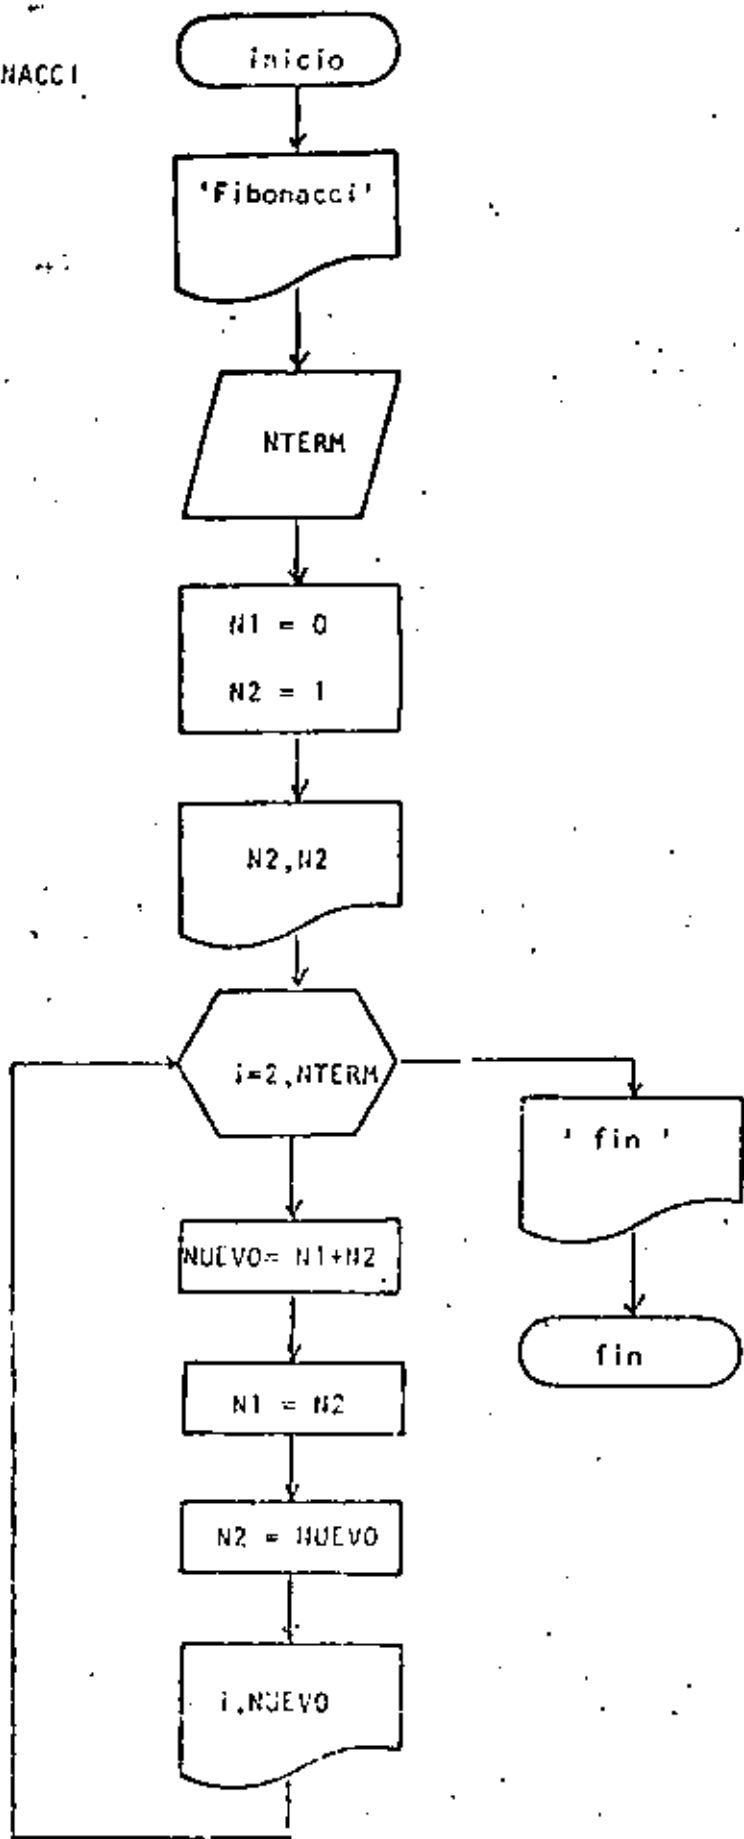 NACCI
inicio
'Fibonacci'
NTERM
N1 = 0
N2 = 1
N2,N2
i=2,NTERM
' fin '
NUEVO= N1+N2
fin
N1 = N2
N2 = NUEVO
i,NUEVO